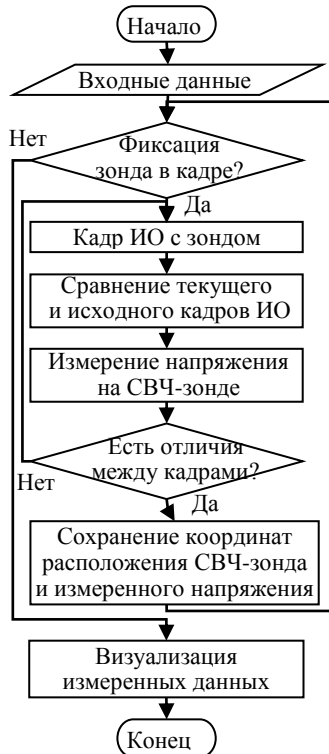 Начало
Входные данные
Нет
Фиксация
зонда в кадре?
Да
Кадр ИО с зондом
Сравнение текущего
и исходного кадров ИО
Измерение напряжения
на СВЧ-зонде
Есть отличия
между кадрами?
Нет
Да
Сохранение координат
расположения СВЧ-зонда
и измеренного напряжения
Визуализация
измеренных данных
Конец